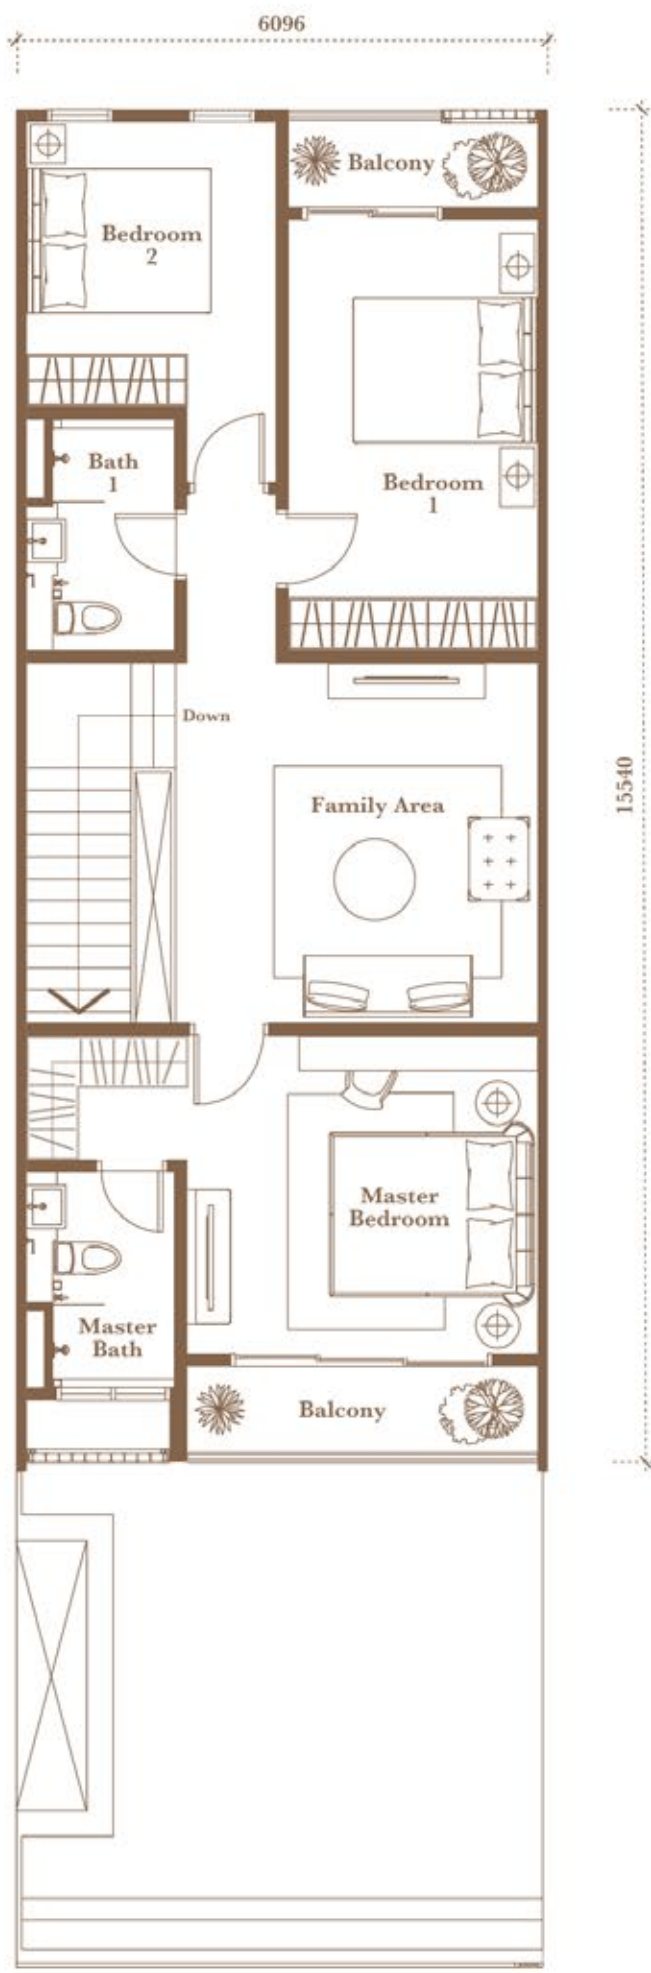 6096
Balcony
Bedroom
2
Bath
1
Bedroom
1
Down
15540
Family Area
Master
Bedroom
Master
Bath
Balcony